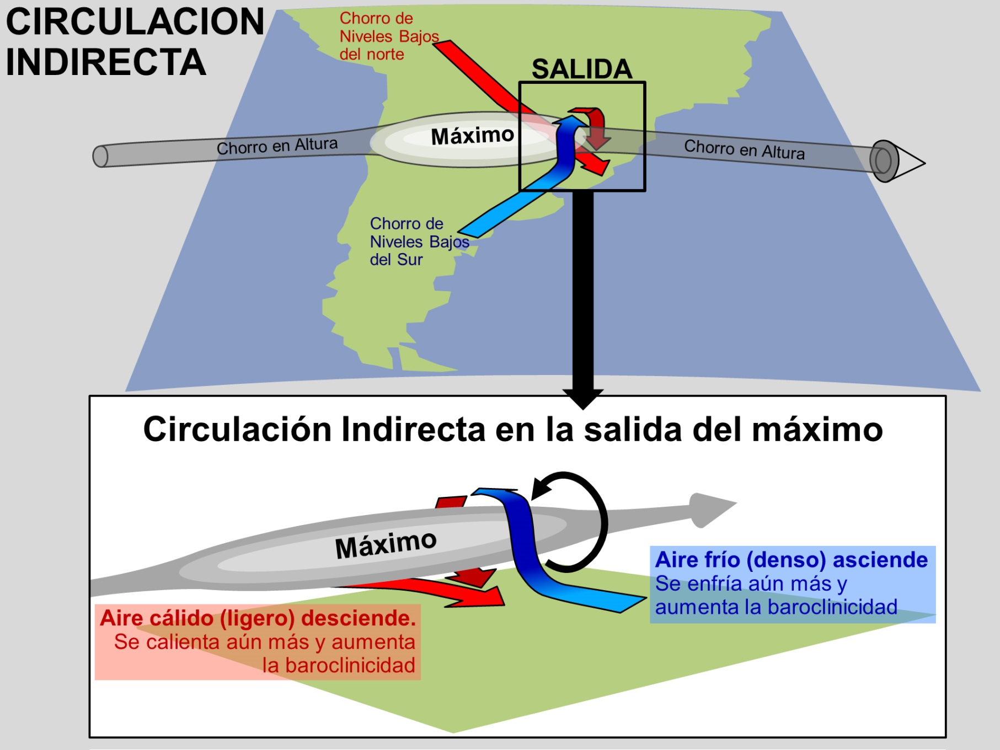 CIRCULACION
INDIRECTA
Chorro de
Niveles Bajos
del norte
SALIDA
Máximo
Chorro en Altura
Chorro en Altura
Chorro de
Niveles Bajos
del Sur
Circulación Indirecta en la salida del máximo
Máximo
Aire frío (denso) asciende
Se enfría aún más y
aumenta la baroclinicidad
Aire cálido (ligero) desciende.
Se calienta aún más y aumenta
la baroclinicidad